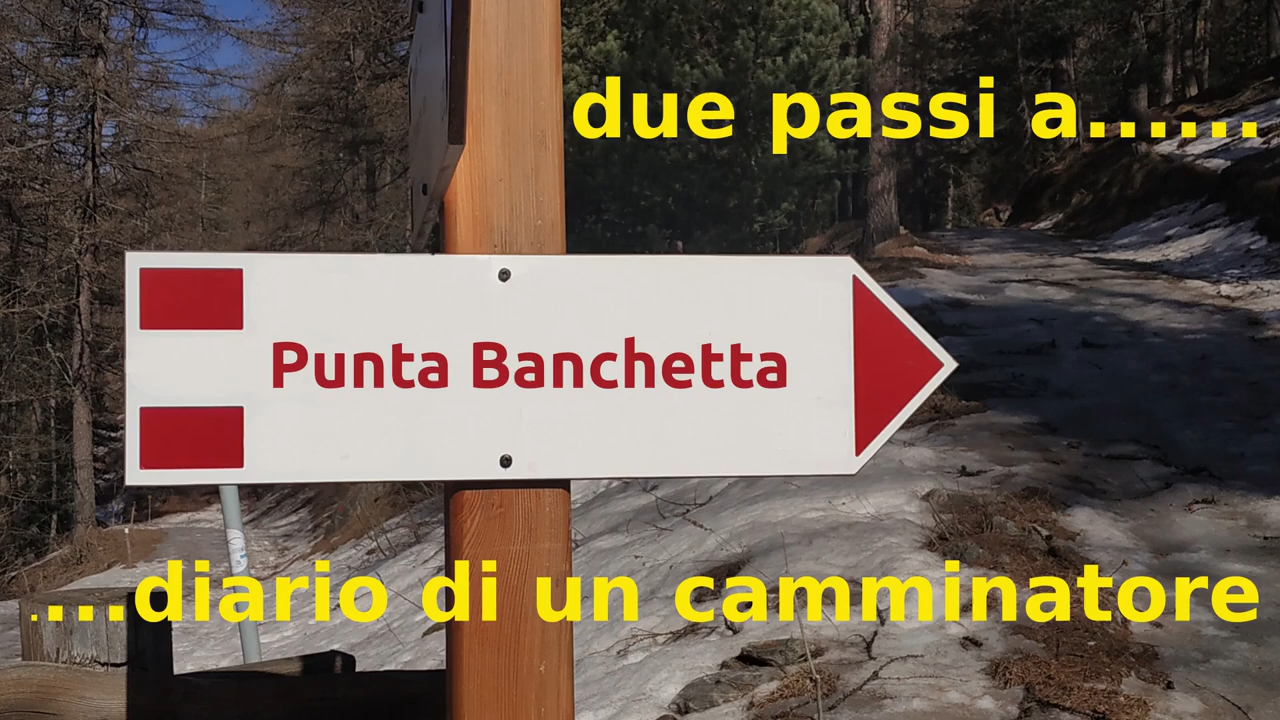 due passi a......
Punta Banchetta
....diario di un camminatore